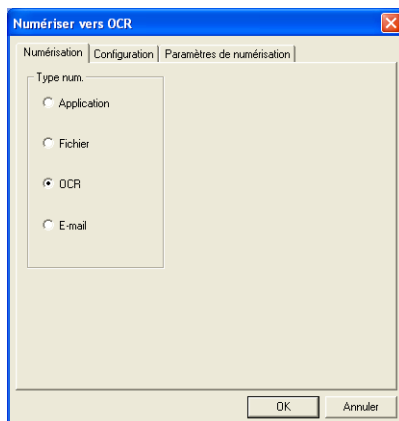 Numériser vers OCR
Numérisation Configuration Paramètres de numérisation
Type num.
Application
Fichier
OCR
E-mail
OK Annuler